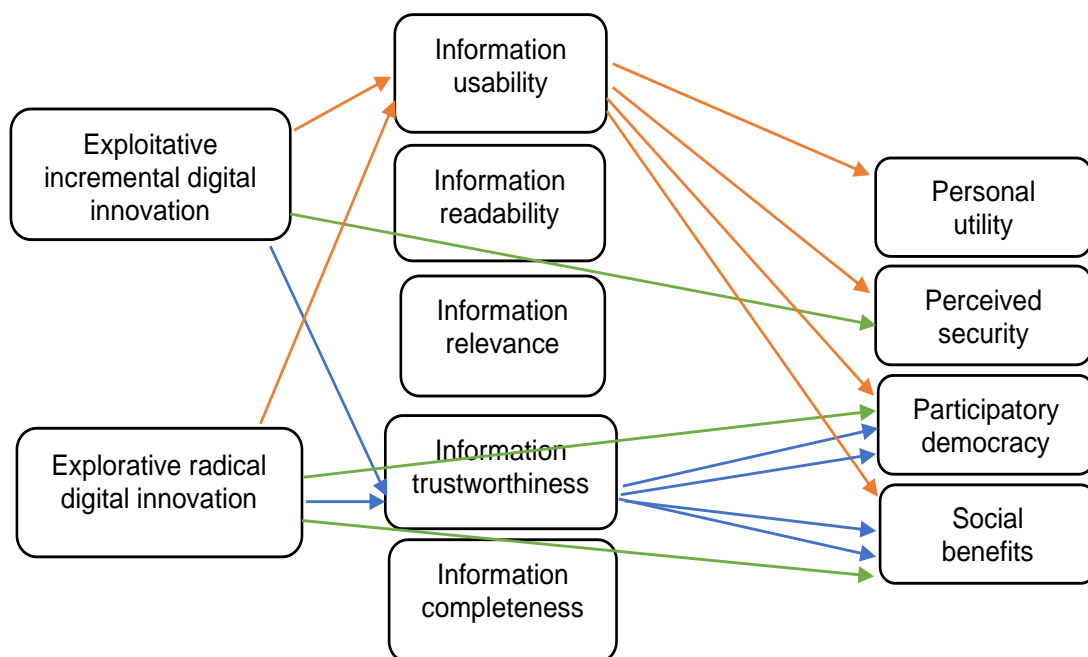 Information
usability
Exploitative
incremental digital
innovation
Information
readability
Personal
utility
Information
relevance
Perceived
security
Explorative radical
digital innovation
Information
trustworthiness
Participatory
democracy
Information
completeness
Social
benefits